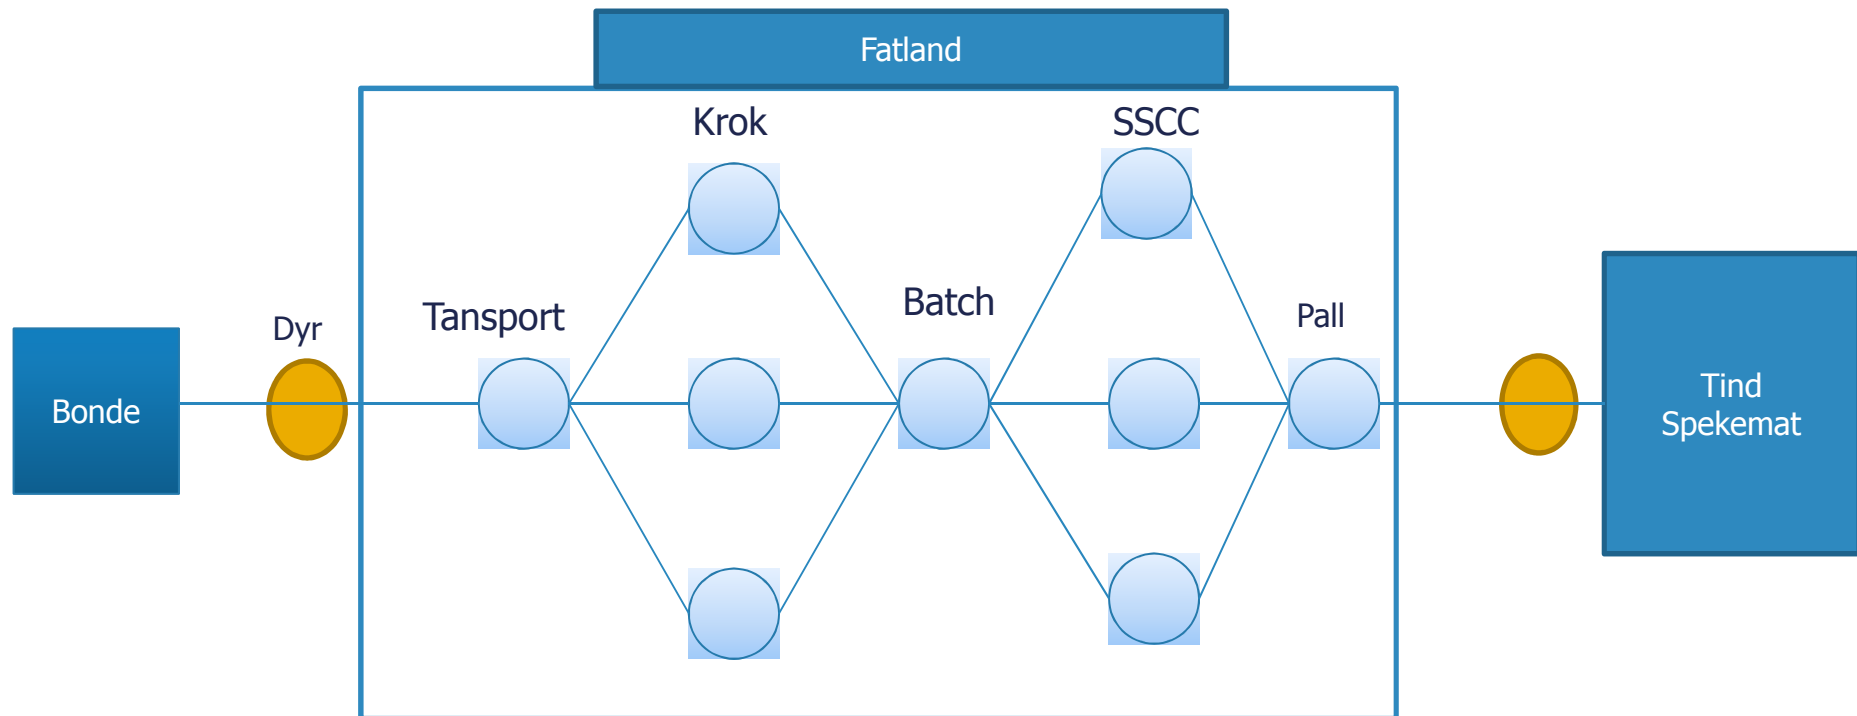 Fatland
Krok
SSCC
Batch
Tansport
Pall
Dyr
Bonde
Tind
Spekemat